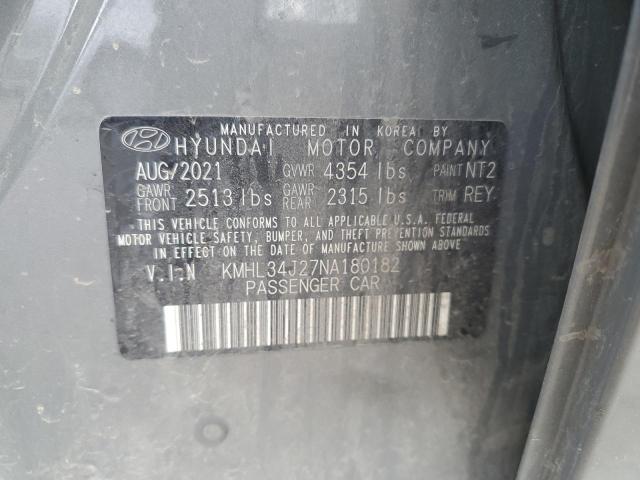 MANUFACTURED IN KOREA BY
HYUNDAI MOTOR COMPANY
AUG/2021 GVWR 4354 lbs PAINT NT2
GAWR FRONT 2513 lbs GAWR REAR 2315 lbs TRIM REY
THIS VEHICLE CONFORMS TO ALL APPLICABLE U.S.A. FEDERAL
MOTOR VEHICLE SAFETY, BUMPER, AND THEFT PREVENTION STANDARDS
IN EFFECT ON THE DATE OF MANUFACTURE SHOWN ABOVE.
V.I.N KMHL34J27NA180182
PASSENGER CAR